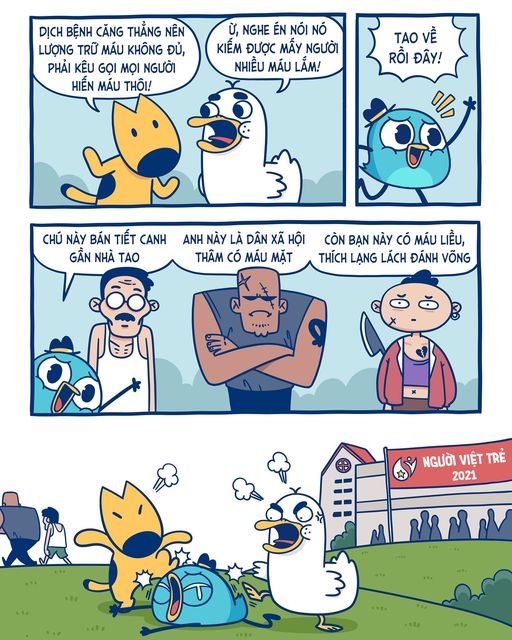 DỊCH BỆNH CĂNG THẲNG NÊN
LƯỢNG TRỮ MÁU KHÔNG ĐỦ,
PHẢI KÊU GỌI MỌI NGƯỜI
HIẾN MÁU THÔI!
Ừ, NGHE ÉN NÓI NÓ
KIẾM ĐƯỢC MẤY NGƯỜI
NHIỀU MÁU LẮM!
TAO VỀ
RỒI ĐÂY!
CHÚ NÀY BÁN TIẾT CANH
GẦN NHÀ TAO
ANH NÀY LÀ DÂN XÃ HỘI
THÂM CÓ MÁU MẶT
CÒN BẠN NÀY CÓ MÁU LIỀU,
THÍCH LẠNG LÁCH ĐÁNH VÕNG
NGƯỜI VIỆT TRẺ
2021